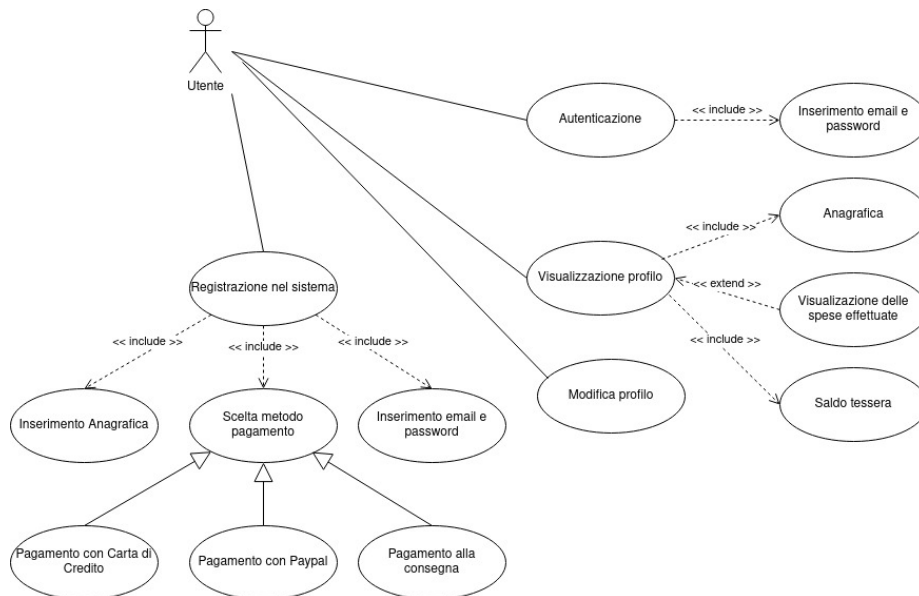 Utente
Autenticazione
<< include >>
Inserimento email e
password
Anagrafica
<< include >>
Visualizzazione profilo
<< extend >>
Visualizazione delle
spese effettuate
<< include >>
Saldo tessera
Modifica profilo
Registrazione nel sistema
<< include >>
<< include >>
<< include >>
Inserimento Anagrafica
Scelta metodo
pagamento
Inserimento email e
password
Pagamento con Carta di
Credito
Pagamento con Paypal
Pagamento alla
consegna